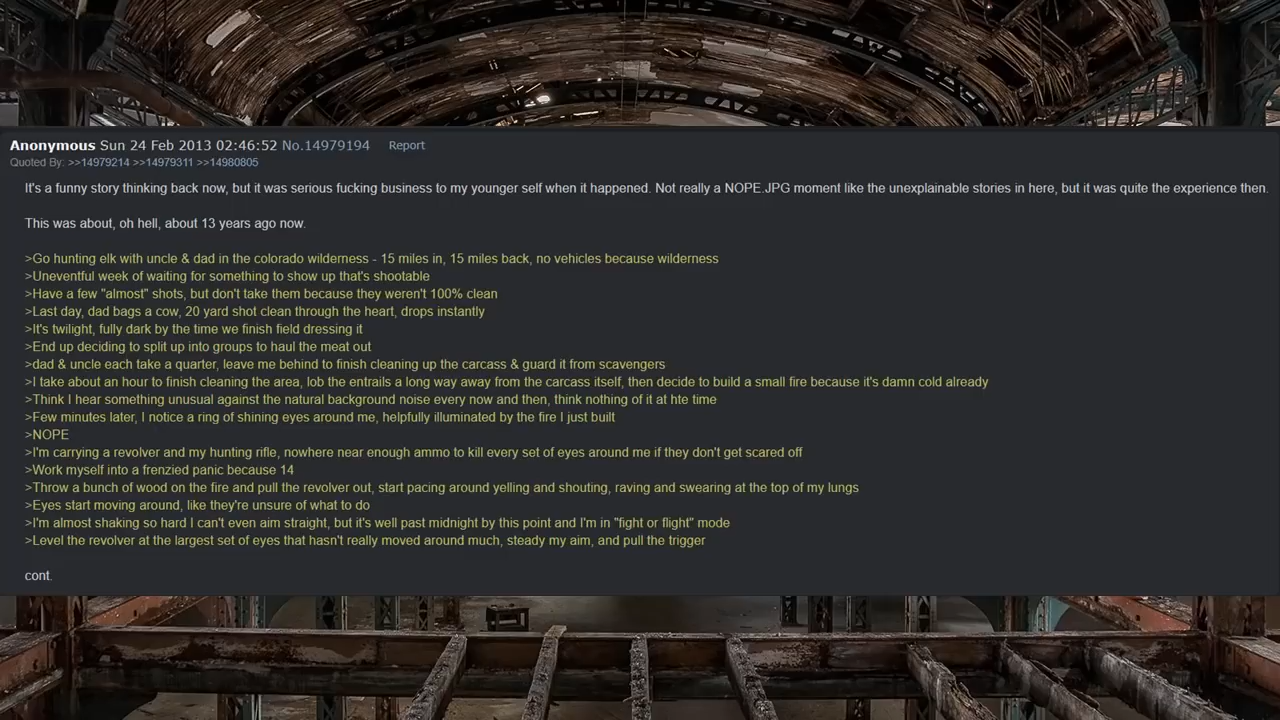 Anonymous Sun 24 Feb 2013 02:46:52 No.14979194 Report
Quoted By: >>14979214 >>14979311 >>14980805
It's a funny story thinking back now, but it was serious fucking business to my younger self when it happened. Not really a NOPE.JPG moment like the unexplainable stories in here, but it was quite the experience then.
This was about, oh hell, about 13 years ago now.
>Go hunting elk with uncle & dad in the colorado wilderness - 15 miles in, 15 miles back, no vehicles because wilderness
>Uneventful week of waiting for something to show up that's shootable
>Have a few "almost" shots, but don't take them because they weren't 100% clean
>Last day, dad bags a cow, 20 yard shot clean through the heart, drops instantly
>It's twilight, fully dark by the time we finish field dressing it
>End up deciding to split up into groups to haul the meat out
>dad & uncle each take a quarter, leave me behind to finish cleaning up the carcass & guard it from scavengers
>I take about an hour to finish cleaning the area, lob the entrails a long way away from the carcass itself, then decide to build a small fire because it's damn cold already
>Think I hear something unusual against the natural background noise every now and then, think nothing of it at hte time
>Few minutes later, I notice a ring of shining eyes around me, helpfully illuminated by the fire I just built
>NOPE
>I'm carrying a revolver and my hunting rifle, nowhere near enough ammo to kill every set of eyes around me if they don't get scared off
>Work myself into a frenzied panic because 14
>Throw a bunch of wood on the fire and pull the revolver out, start pacing around yelling and shouting, raving and swearing at the top of my lungs
>Eyes start moving around, like they're unsure of what to do
>I'm almost shaking so hard I can't even aim straight, but it's well past midnight by this point and I'm in "fight or flight" mode
>Level the revolver at the largest set of eyes that hasn't really moved around much, steady my aim, and pull the trigger
cont.